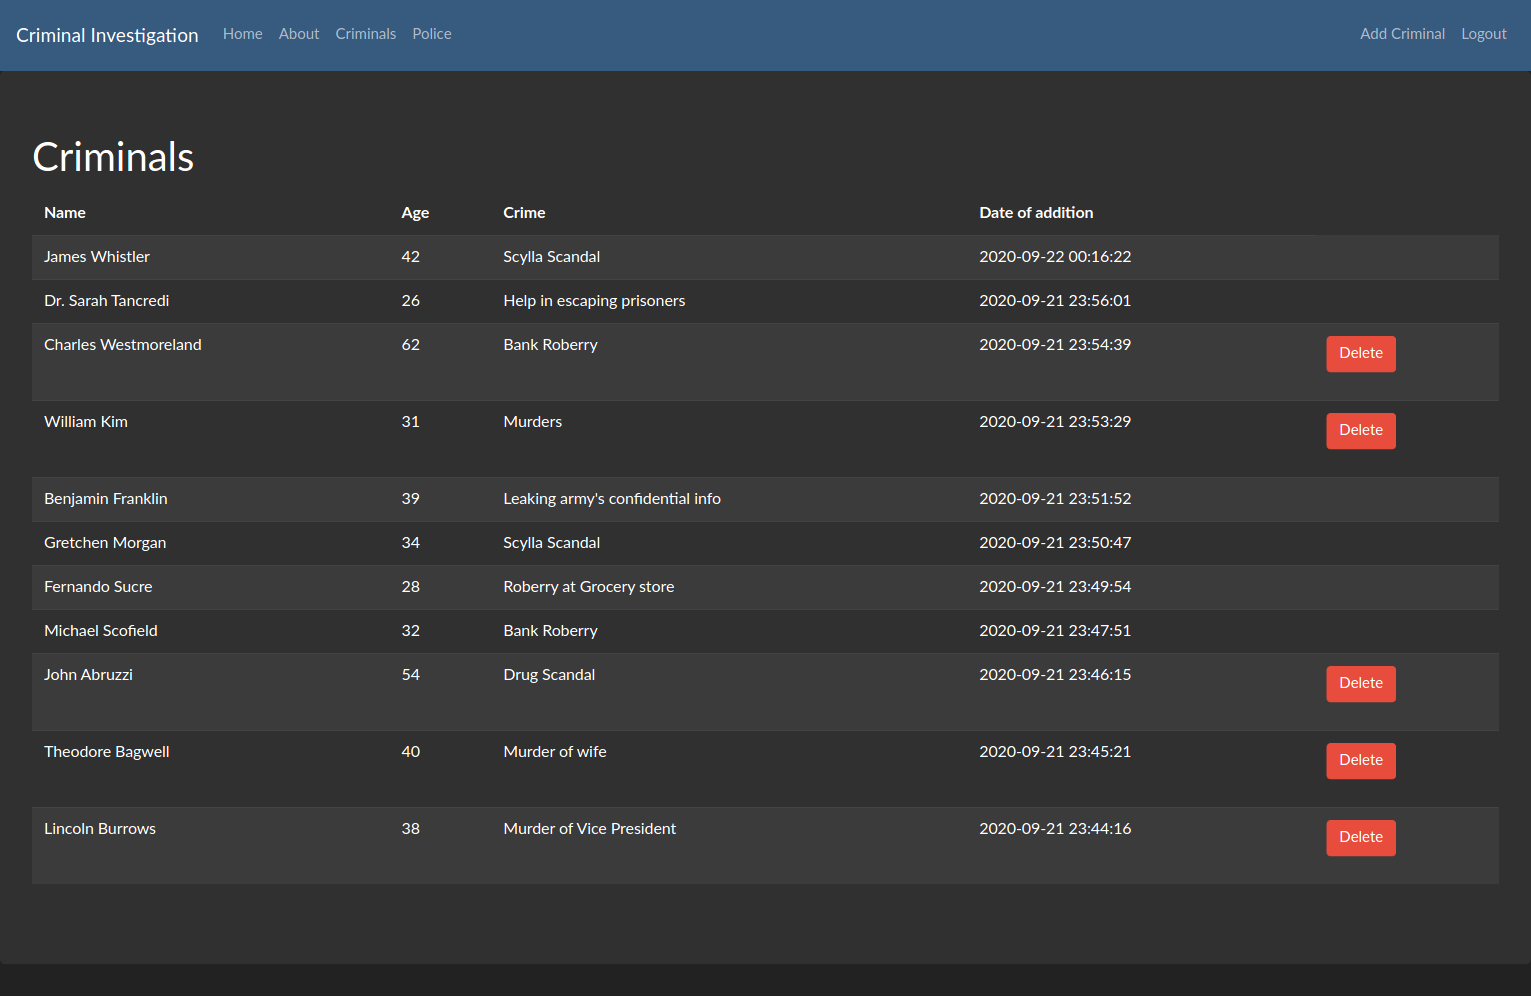 Criminal Investigation Home About Criminals Police Add Criminal Logout
Criminals
Name Age Crime Date of addition
James Whistler 42 Scylla Scandal 2020-09-22 00:16:22
Dr. Sarah Tancredi 26 Help in escaping prisoners 2020-09-21 23:56:01
Charles Westmoreland 62 Bank Roberry 2020-09-21 23:54:39 Delete
William Kim 31 Murders 2020-09-21 23:53:29 Delete
Benjamin Franklin 39 Leaking army's confidential info 2020-09-21 23:51:52
Gretchen Morgan 34 Scylla Scandal 2020-09-21 23:50:47
Fernando Sucre 28 Roberry at Grocery store 2020-09-21 23:49:54
Michael Scofield 32 Bank Roberry 2020-09-21 23:47:51
John Abruzzi 54 Drug Scandal 2020-09-21 23:46:15 Delete
Theodore Bagwell 40 Murder of wife 2020-09-21 23:45:21 Delete
Lincoln Burrows 38 Murder of Vice President 2020-09-21 23:44:16 Delete